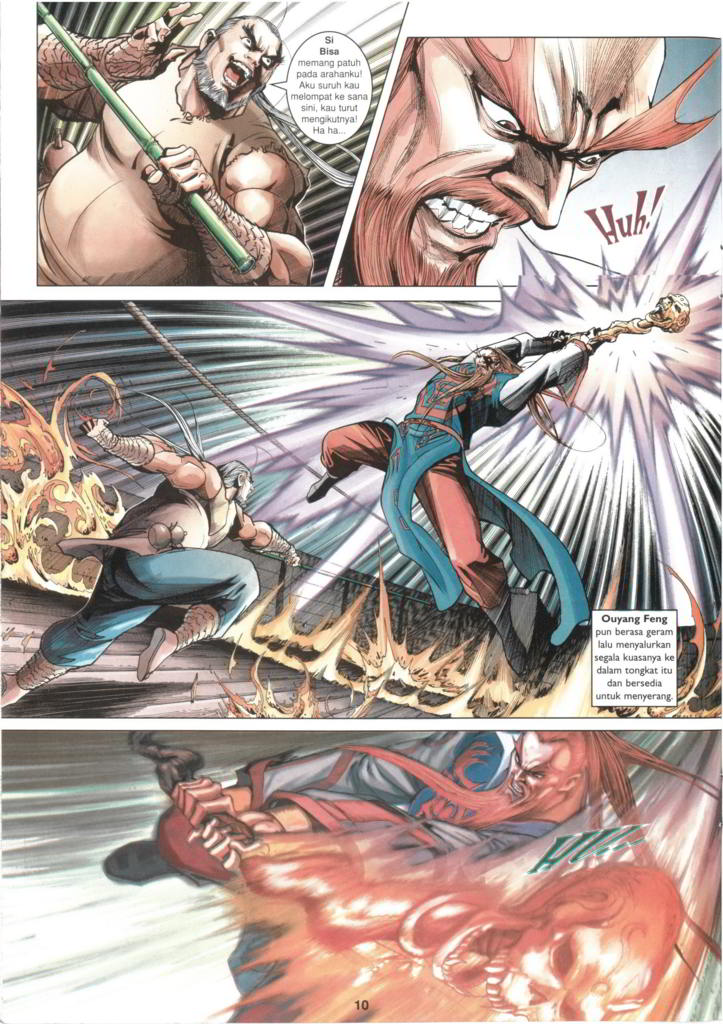 Si
Bisa
memang patuh
pada arahanku!
Aku suruh kau
melompat ke sana
sini, kau turut
mengikutnya!
Ha ha...
Huh!
Ouyang Feng
pun berasa geram
lalu menyalurkan
segala kuasanya ke
dalam tongkat itu
dan bersedia
untuk menyerang.
10